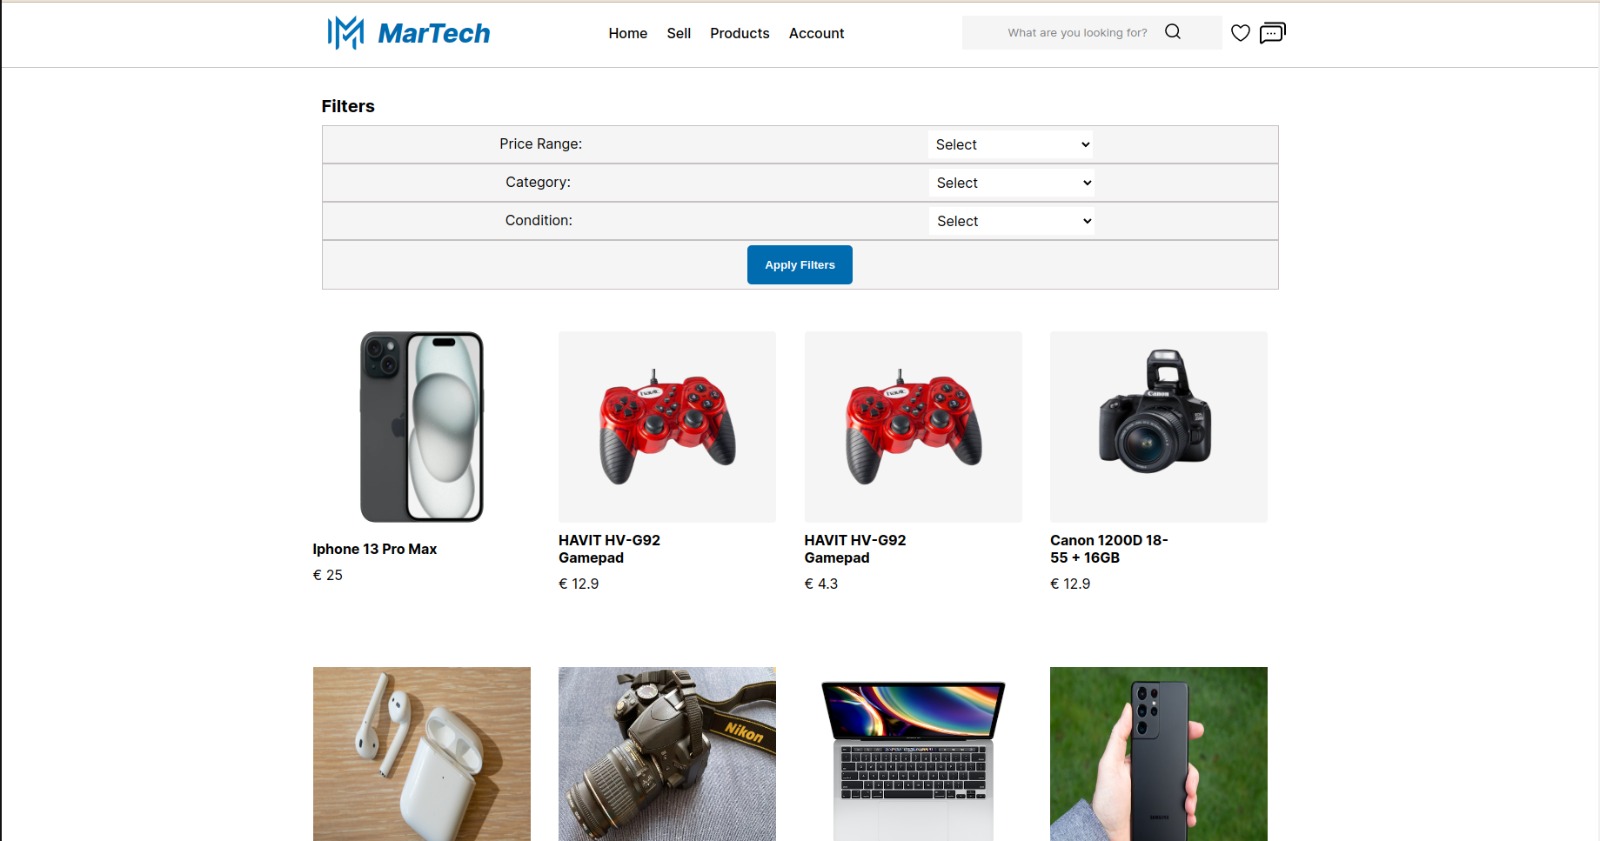 MarTech
Home Sell Products Account
What are you looking for?
Filters
Price Range: Select
Category: Select
Condition: Select
Apply Filters
Iphone 13 Pro Max
€ 25
HAVIT HV-G92
Gamepad
€ 12.9
HAVIT HV-G92
Gamepad
€ 4.3
Canon
Canon 1200D 18-
55 + 16GB
€ 12.9
Nikon
SAMSUNG